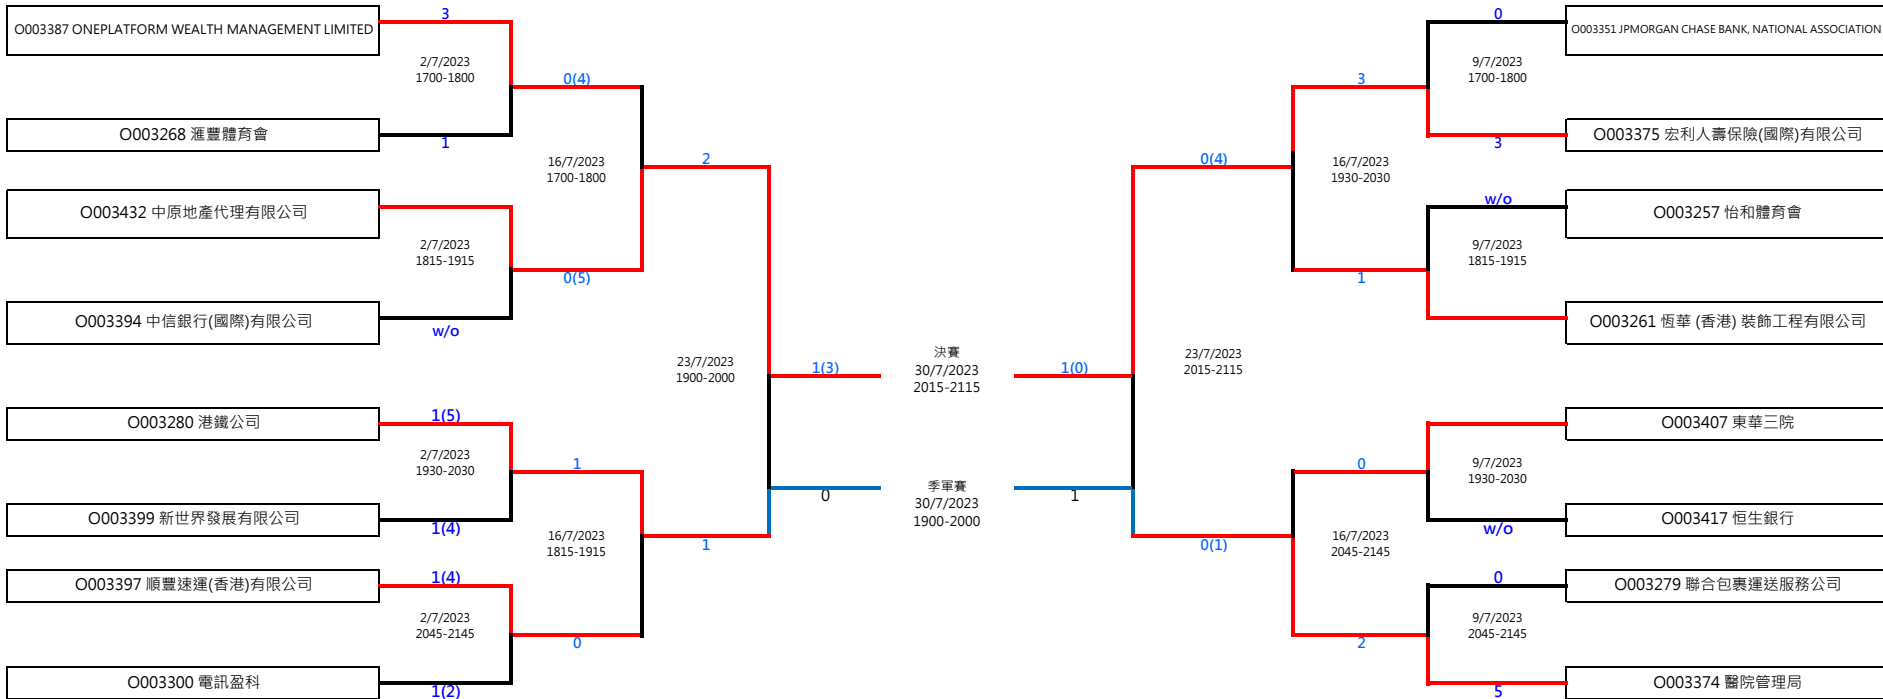 3
O003387 ONEPLATFORM WEALTH MANAGEMENT LIMITED
2/7/2023
1700-1800
0(4)
O003268 滙豐體育會
1
16/7/2023
1700-1800
2
O003432 中原地產代理有限公司
2/7/2023
1815-1915
0(5)
O003394 中信銀行(國際)有限公司
w/o
23/7/2023
1900-2000
1(3)
O003280 港鐵公司
1(5)
2/7/2023
1930-2030
1
O003399 新世界發展有限公司
1(4)
0
16/7/2023
1815-1915
1
O003397 順豐速運(香港)有限公司
1(4)
2/7/2023
2045-2145
0
O003300 電訊盈科
1(2)
決賽
30/7/2023
2015-2115
季軍賽
30/7/2023
1900-2000
0
O003351 JPMORGAN CHASE BANK, NATIONAL ASSOCIATION
9/7/2023
1700-1800
3
O003375 宏利人壽保險(國際)有限公司
3
0(4)
16/7/2023
1930-2030
w/o
O003257 怡和體育會
9/7/2023
1815-1915
1
O003261 恆華 (香港) 裝飾工程有限公司
23/7/2023
2015-2115
1(0)
O003407 東華三院
0
9/7/2023
1930-2030
1
O003417 恒生銀行
w/o
0(1)
16/7/2023
2045-2145
0
O003279 聯合包裹運送服務公司
9/7/2023
2045-2145
2
O003374 醫院管理局
5